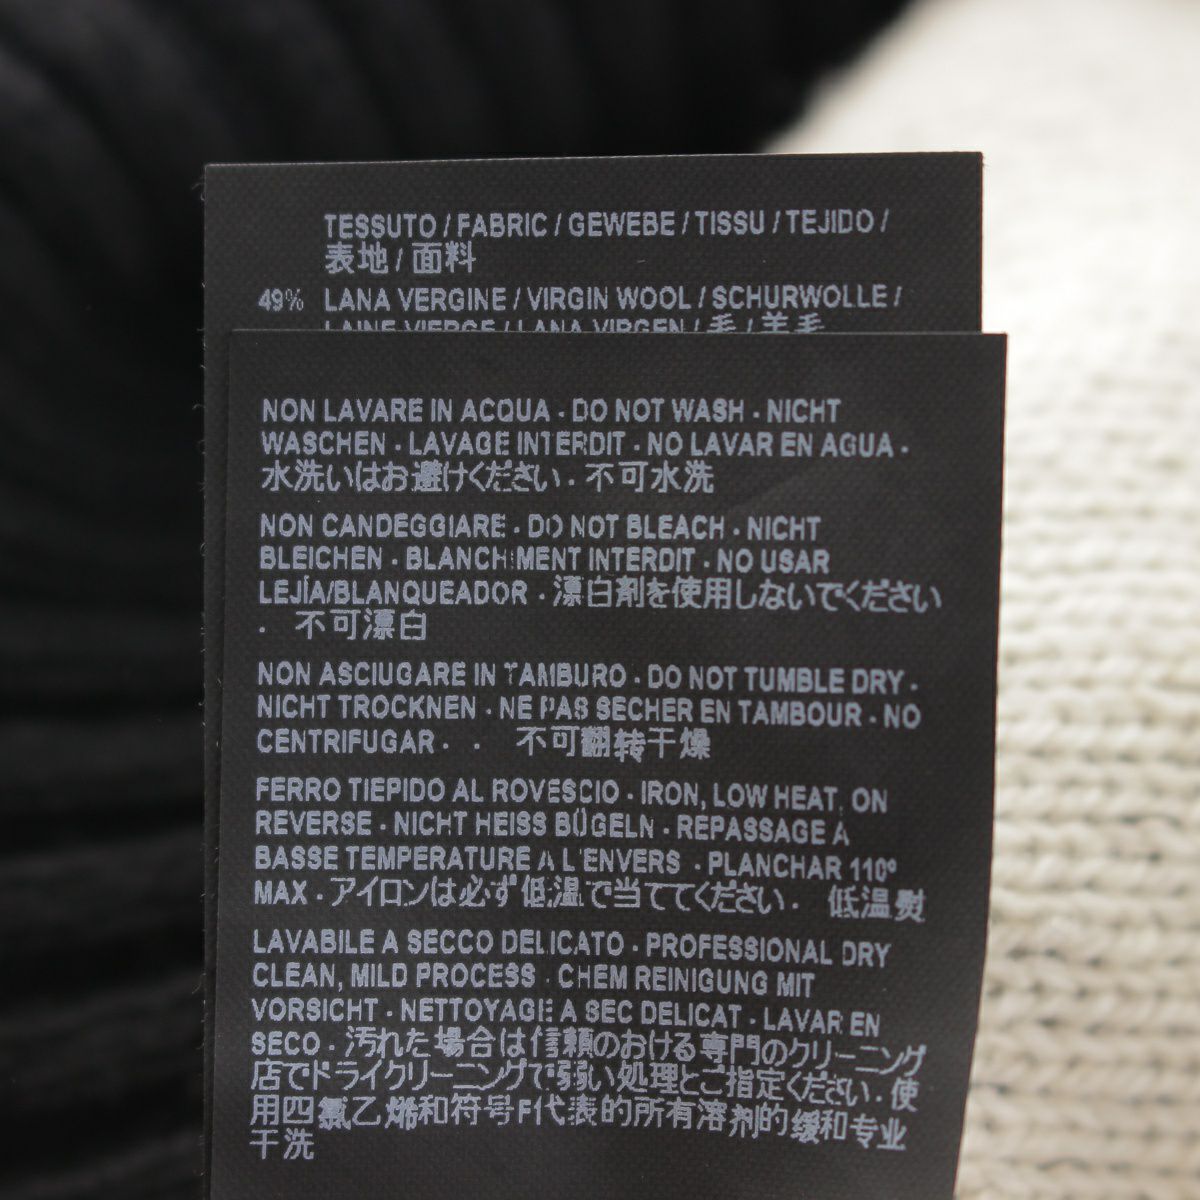 TESSUTO / FABRIC / GEWEBE / TISSU / TEJIDO /
表地 / 面料
49% LANA VERGINE / VIRGIN WOOL / SCHURWOLLE /
LAINE VIERGE / LANA VIRGEN / 毛 / 羊毛
NON LAVARE IN ACQUA - DO NOT WASH - NICHT
WASCHEN - LAVAGE INTERDIT - NO LAVAR EN AGUA -
水洗いはお避けください - 不可水洗
NON CANDEGGIARE - DO NOT BLEACH - NICHT
BLEICHEN - BLANCHIMENT INTERDIT - NO USAR
LEJÍA/BLANQUEADOR - 漂白剤を使用しないでください
- 不可漂白
NON ASCIUGARE IN TAMBURO - DO NOT TUMBLE DRY -
NICHT TROCKNEN - NE PAS SECHER EN TAMBOUR - NO
CENTRIFUGAR - - 不可翻转干燥
FERRO TIEPIDO AL ROVESCIO - IRON, LOW HEAT, ON
REVERSE - NICHT HEISS BÜGELN - REPASSAGE À
BASSE TEMPERATURE A L'ENVERS - PLANCHAR 110°
MAX - アイロンは必ず低温で当ててください - 低温熨
LAVABILE A SECCO DELICATO - PROFESSIONAL DRY
CLEAN, MILD PROCESS - CHEM REINIGUNG MIT
VORSICHT - NETTOYAGE A SEC DELICAT - LAVAR EN
SECO - 汚れた場合は信頼のおける専門のクリーニング
店でドライクリーニングで弱い処理とご指定ください - 使
用四氯乙烯和符号F代表的所有溶剂的缓和专业
干洗